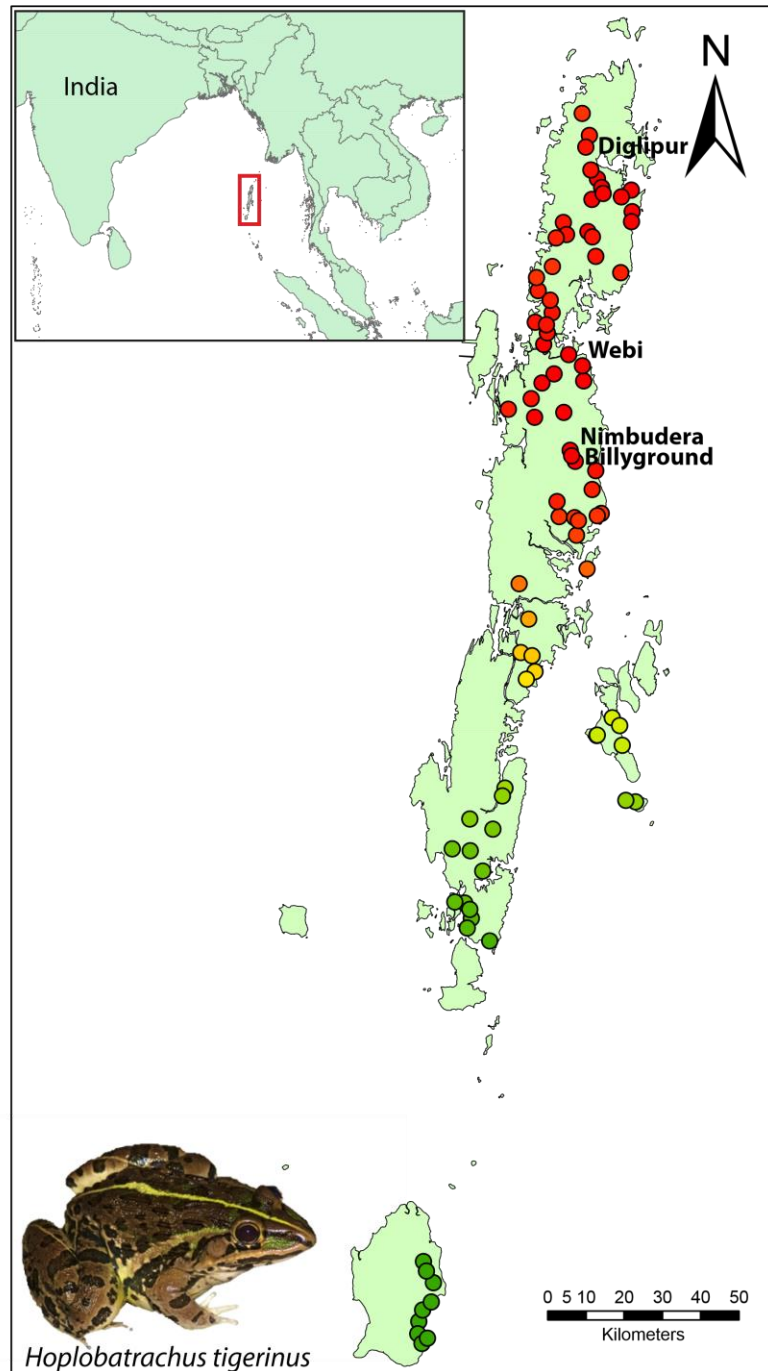 India
N
Diglipur
Webi
Nimbudera
Billyground
0 5 10 20 30 40 50
Kilometers
Hoplobatrachus tigerinus